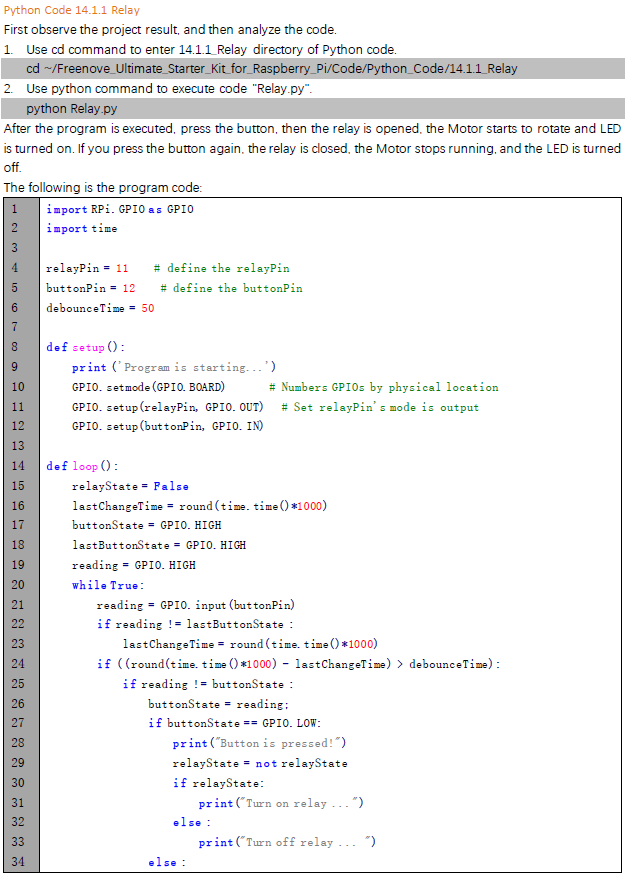 Python Code 14.1.1 Relay
First observe the project result, and then analyze the code.
1. Use cd command to enter 14.1.1_Relay directory of Python code.
cd ~/Freenove_Ultimate_Starter_Kit_for_Raspberry_Pi/Code/Python_Code/14.1.1_Relay
2. Use python command to execute code "Relay.py".
python Relay.py
After the program is executed, press the button, then the relay is opened, the Motor starts to rotate and LED
is turned on. If you press the button again, the relay is closed, the Motor stops running, and the LED is turned
off.
The following is the program code:
1 import RPi.GPIO as GPIO
2 import time
3
4 relayPin = 11 # define the relayPin
5 buttonPin = 12 # define the buttonPin
6 debounceTime = 50
7
8 def setup():
9 print ('Program is starting...')
10 GPIO.setmode(GPIO.BOARD) # Numbers GPIOs by physical location
11 GPIO.setup(relayPin, GPIO.OUT) # Set relayPin's mode is output
12 GPIO.setup(buttonPin, GPIO.IN)
13
14 def loop():
15 relayState = False
16 lastChangeTime = round(time.time()*1000)
17 buttonState = GPIO.HIGH
18 lastButtonState = GPIO.HIGH
19 reading = GPIO.HIGH
20 while True:
21 reading = GPIO.input(buttonPin)
22 if reading != lastButtonState :
23 lastChangeTime = round(time.time()*1000)
24 if ((round(time.time()*1000) - lastChangeTime) > debounceTime):
25 if reading != buttonState :
26 buttonState = reading;
27 if buttonState == GPIO.LOW:
28 print("Button is pressed!")
29 relayState = not relayState
30 if relayState:
31 print("Turn on relay ...")
32 else :
33 print("Turn off relay ... ")
34 else :